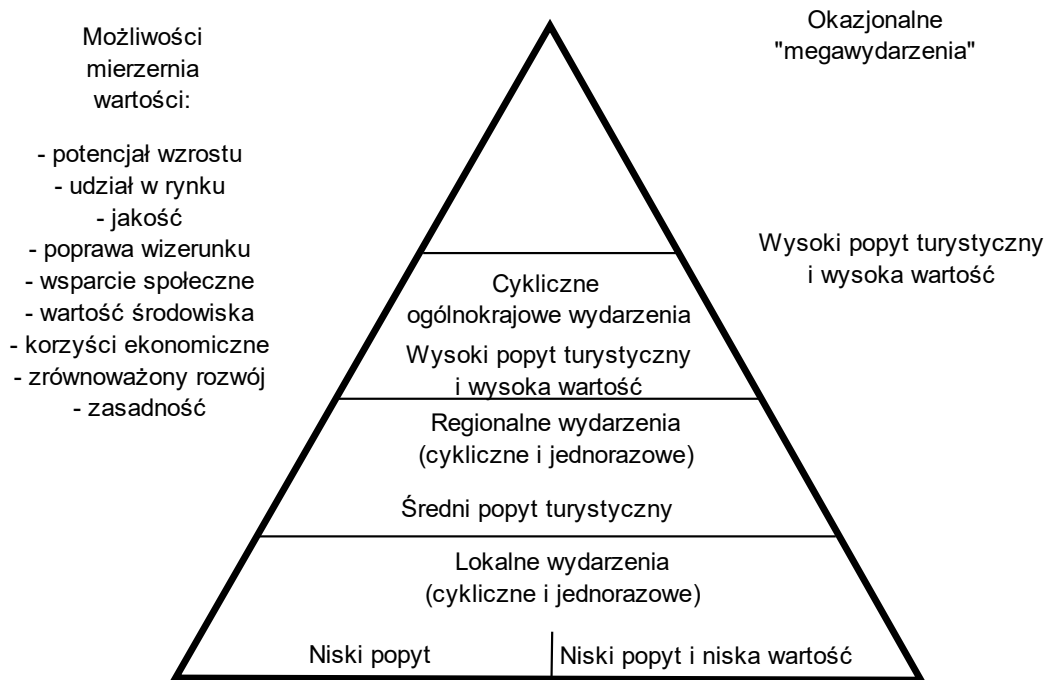 Możliwości
mierzernia
wartości:
- potencjał wzrostu
- udział w rynku
- jakość
- poprawa wizerunku
- wsparcie społeczne
- wartość środowiska
- korzyści ekonomiczne
- zrównoważony rozwój
- zasadność
Okazjonalne
"megawydarzenia"
Wysoki popyt turystyczny
i wysoka wartość
Cykliczne
ogólnokrajowe wydarzenia
Wysoki popyt turystyczny
i wysoka wartość
Regionalne wydarzenia
(cykliczne i jednorazowe)
Średni popyt turystyczny
Lokalne wydarzenia
(cykliczne i jednorazowe)
Niski popyt
Niski popyt i niska wartość